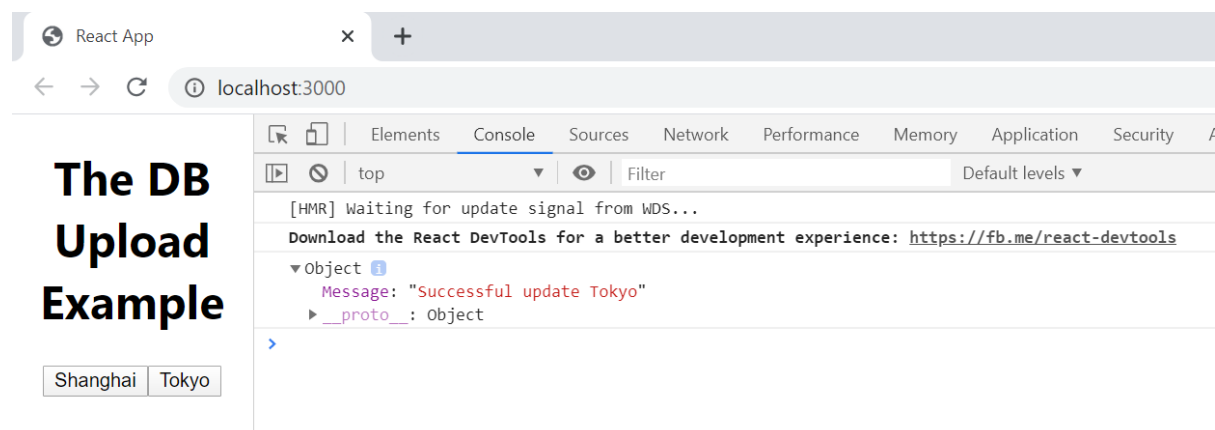 React App
localhost:3000
Elements Console Sources Network Performance Memory Application Security
top Filter Default levels ▼
The DB
Upload
Example
Shanghai Tokyo
[HMR] Waiting for update signal from WDS...
Download the React DevTools for a better development experience: https://fb.me/react-devtools
▼Object i
Message: "Successful update Tokyo"
▶__proto__: Object